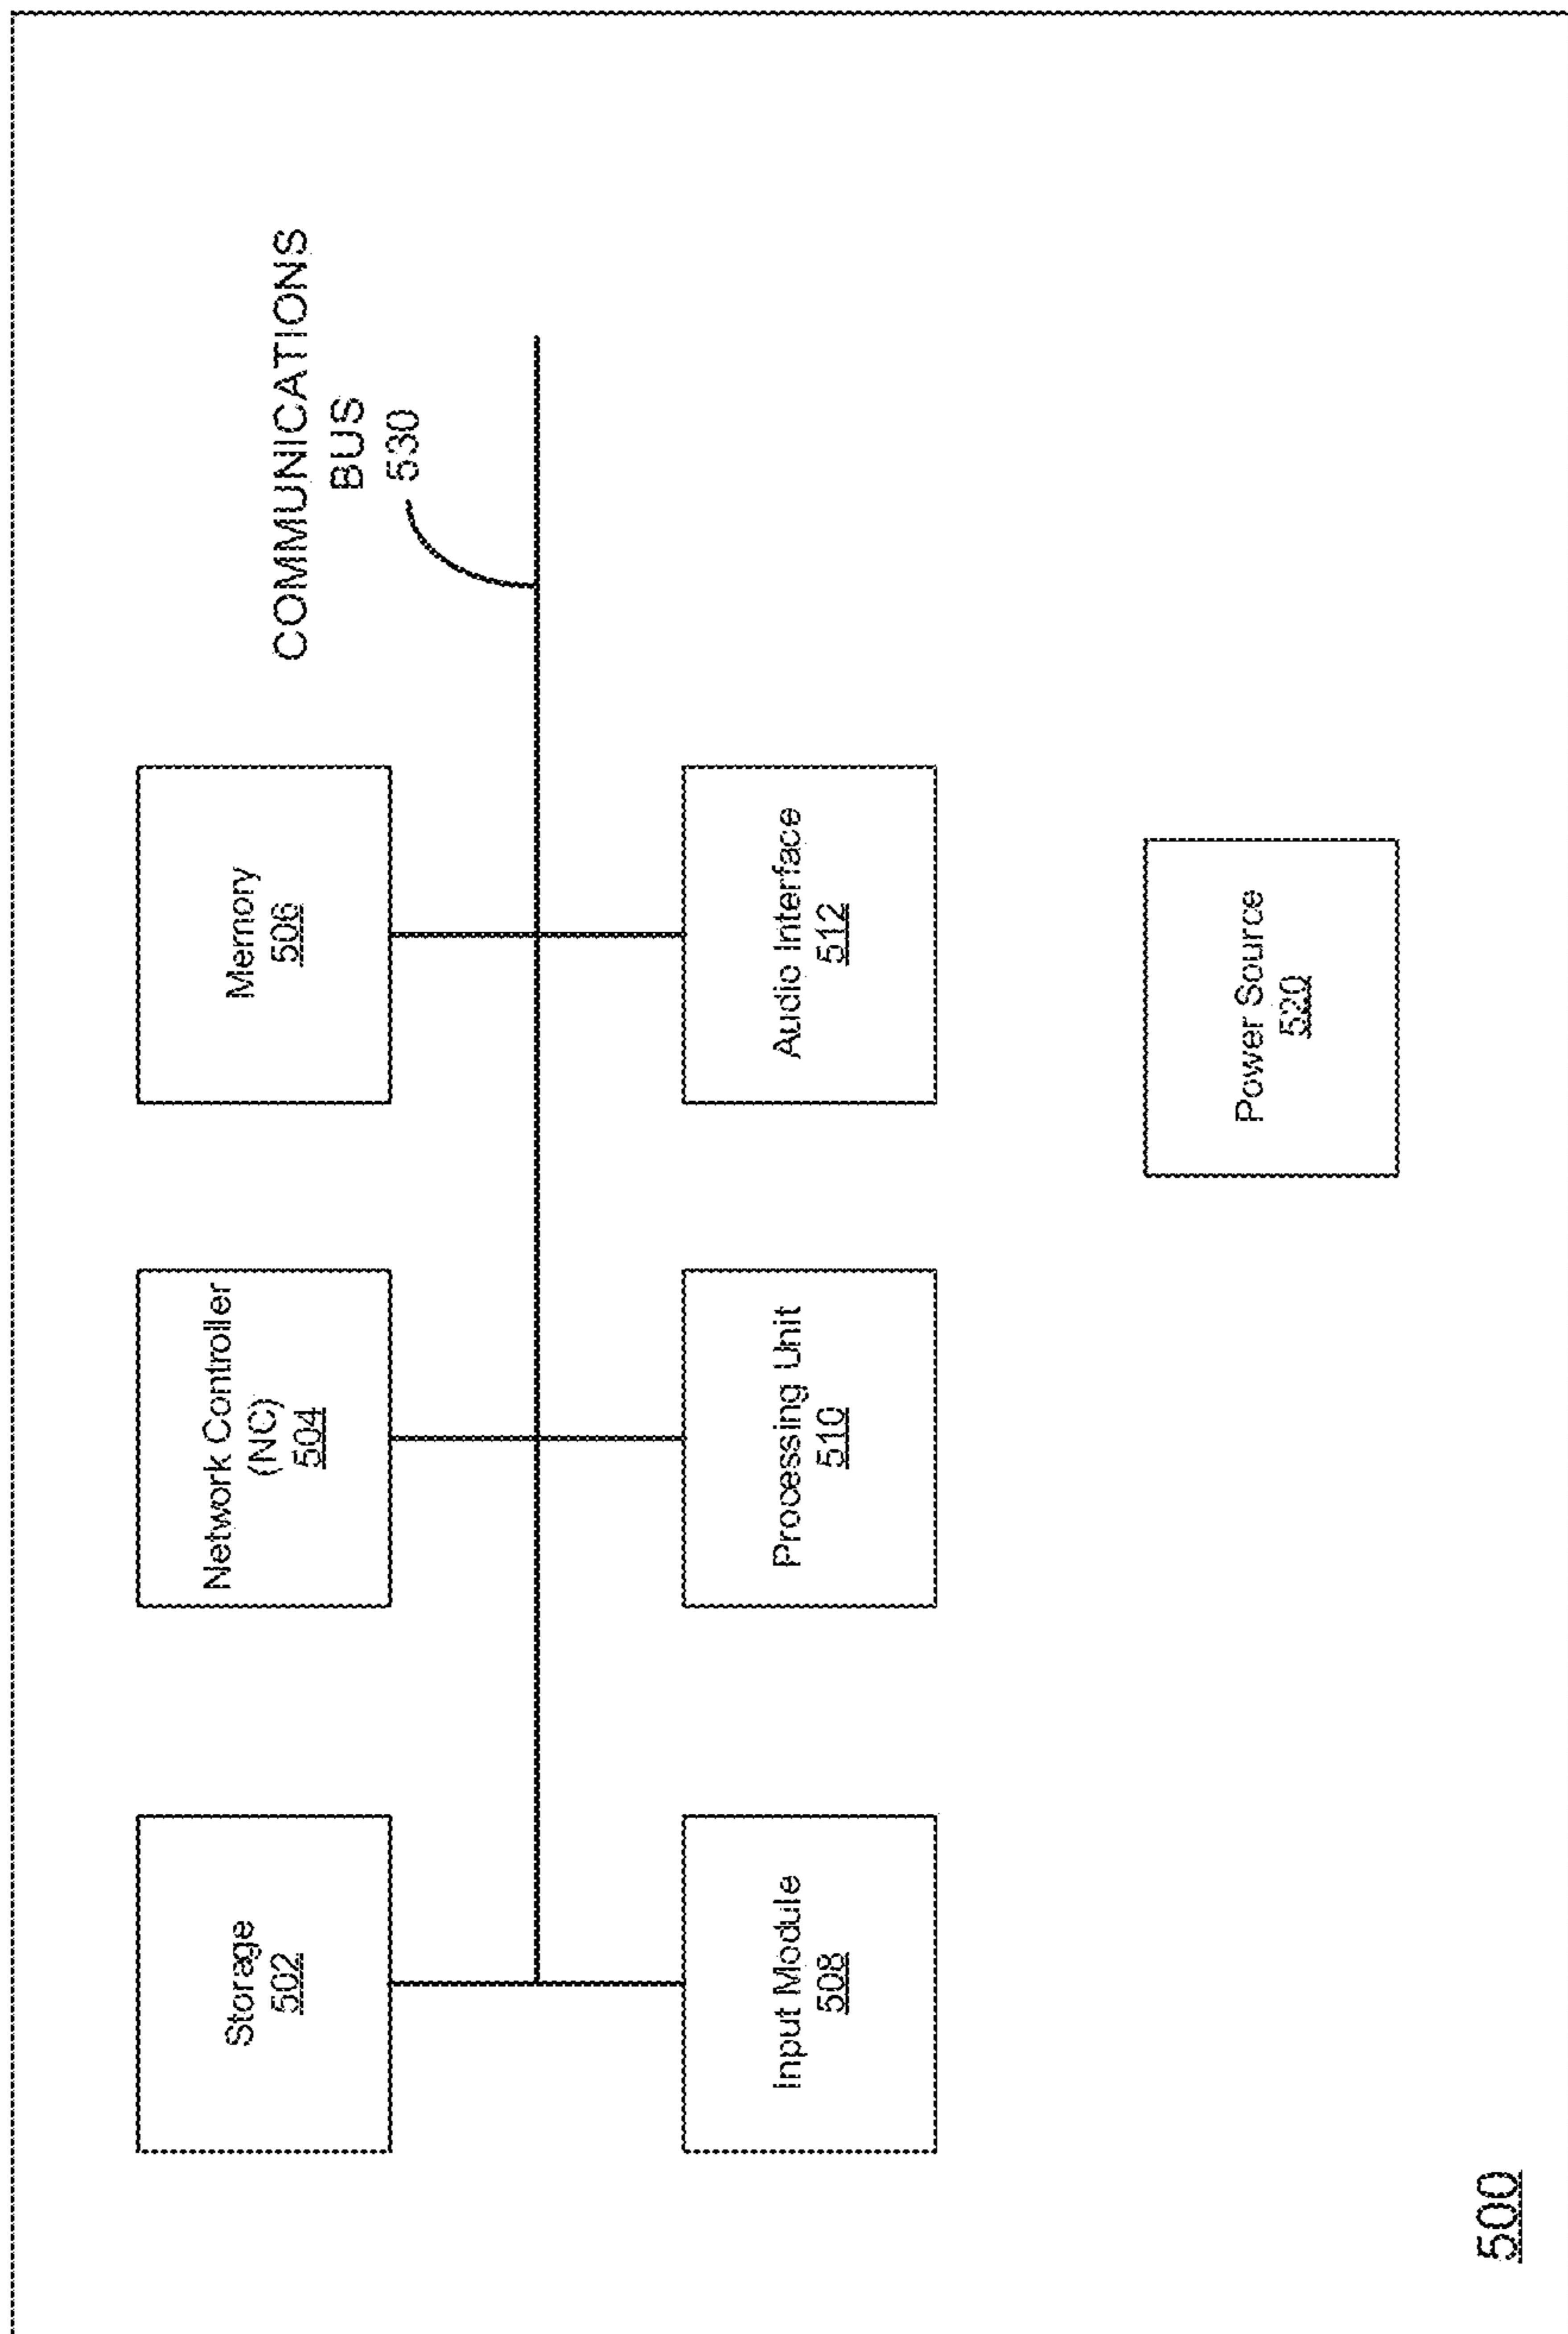 Storage
502
Network Controller
(NC)
504
Memory
506
COMMUNICATIONS
BUS
530
Input Module
508
Processing Unit
510
Audio Interface
512
Power Source
520
500